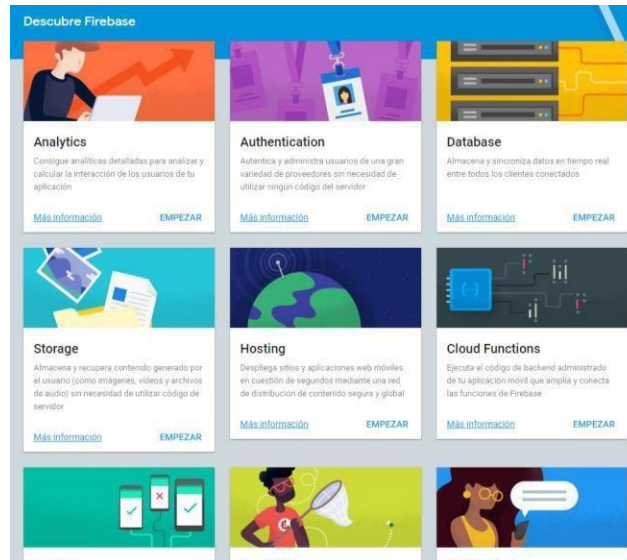 Descubre Firebase
Analytics
Consigue analíticas detalladas para analizar y
calcular la interacción de los usuarios de tu
aplicación
Más información EMPEZAR
Authentication
Autentica y administra usuarios de una gran
variedad de proveedores sin necesidad de
utilizar ningún código del servidor
Más información EMPEZAR
Database
Almacena y sincroniza datos en tiempo real
entre todos los clientes conectados
Más información EMPEZAR
Storage
Almacena y recupera contenido generado por
el usuario (como imágenes, vídeos y archivos
de audio) sin necesidad de utilizar código de
servidor
Más información EMPEZAR
Hosting
Despliega sitios y aplicaciones web móviles
en cuestión de segundos mediante una red
de distribución de contenido segura y global
Más información EMPEZAR
Cloud Functions
Ejecuta el código de backend administrado
de tu aplicación móvil que amplía y conecta
las funciones de Firebase
Más información EMPEZAR